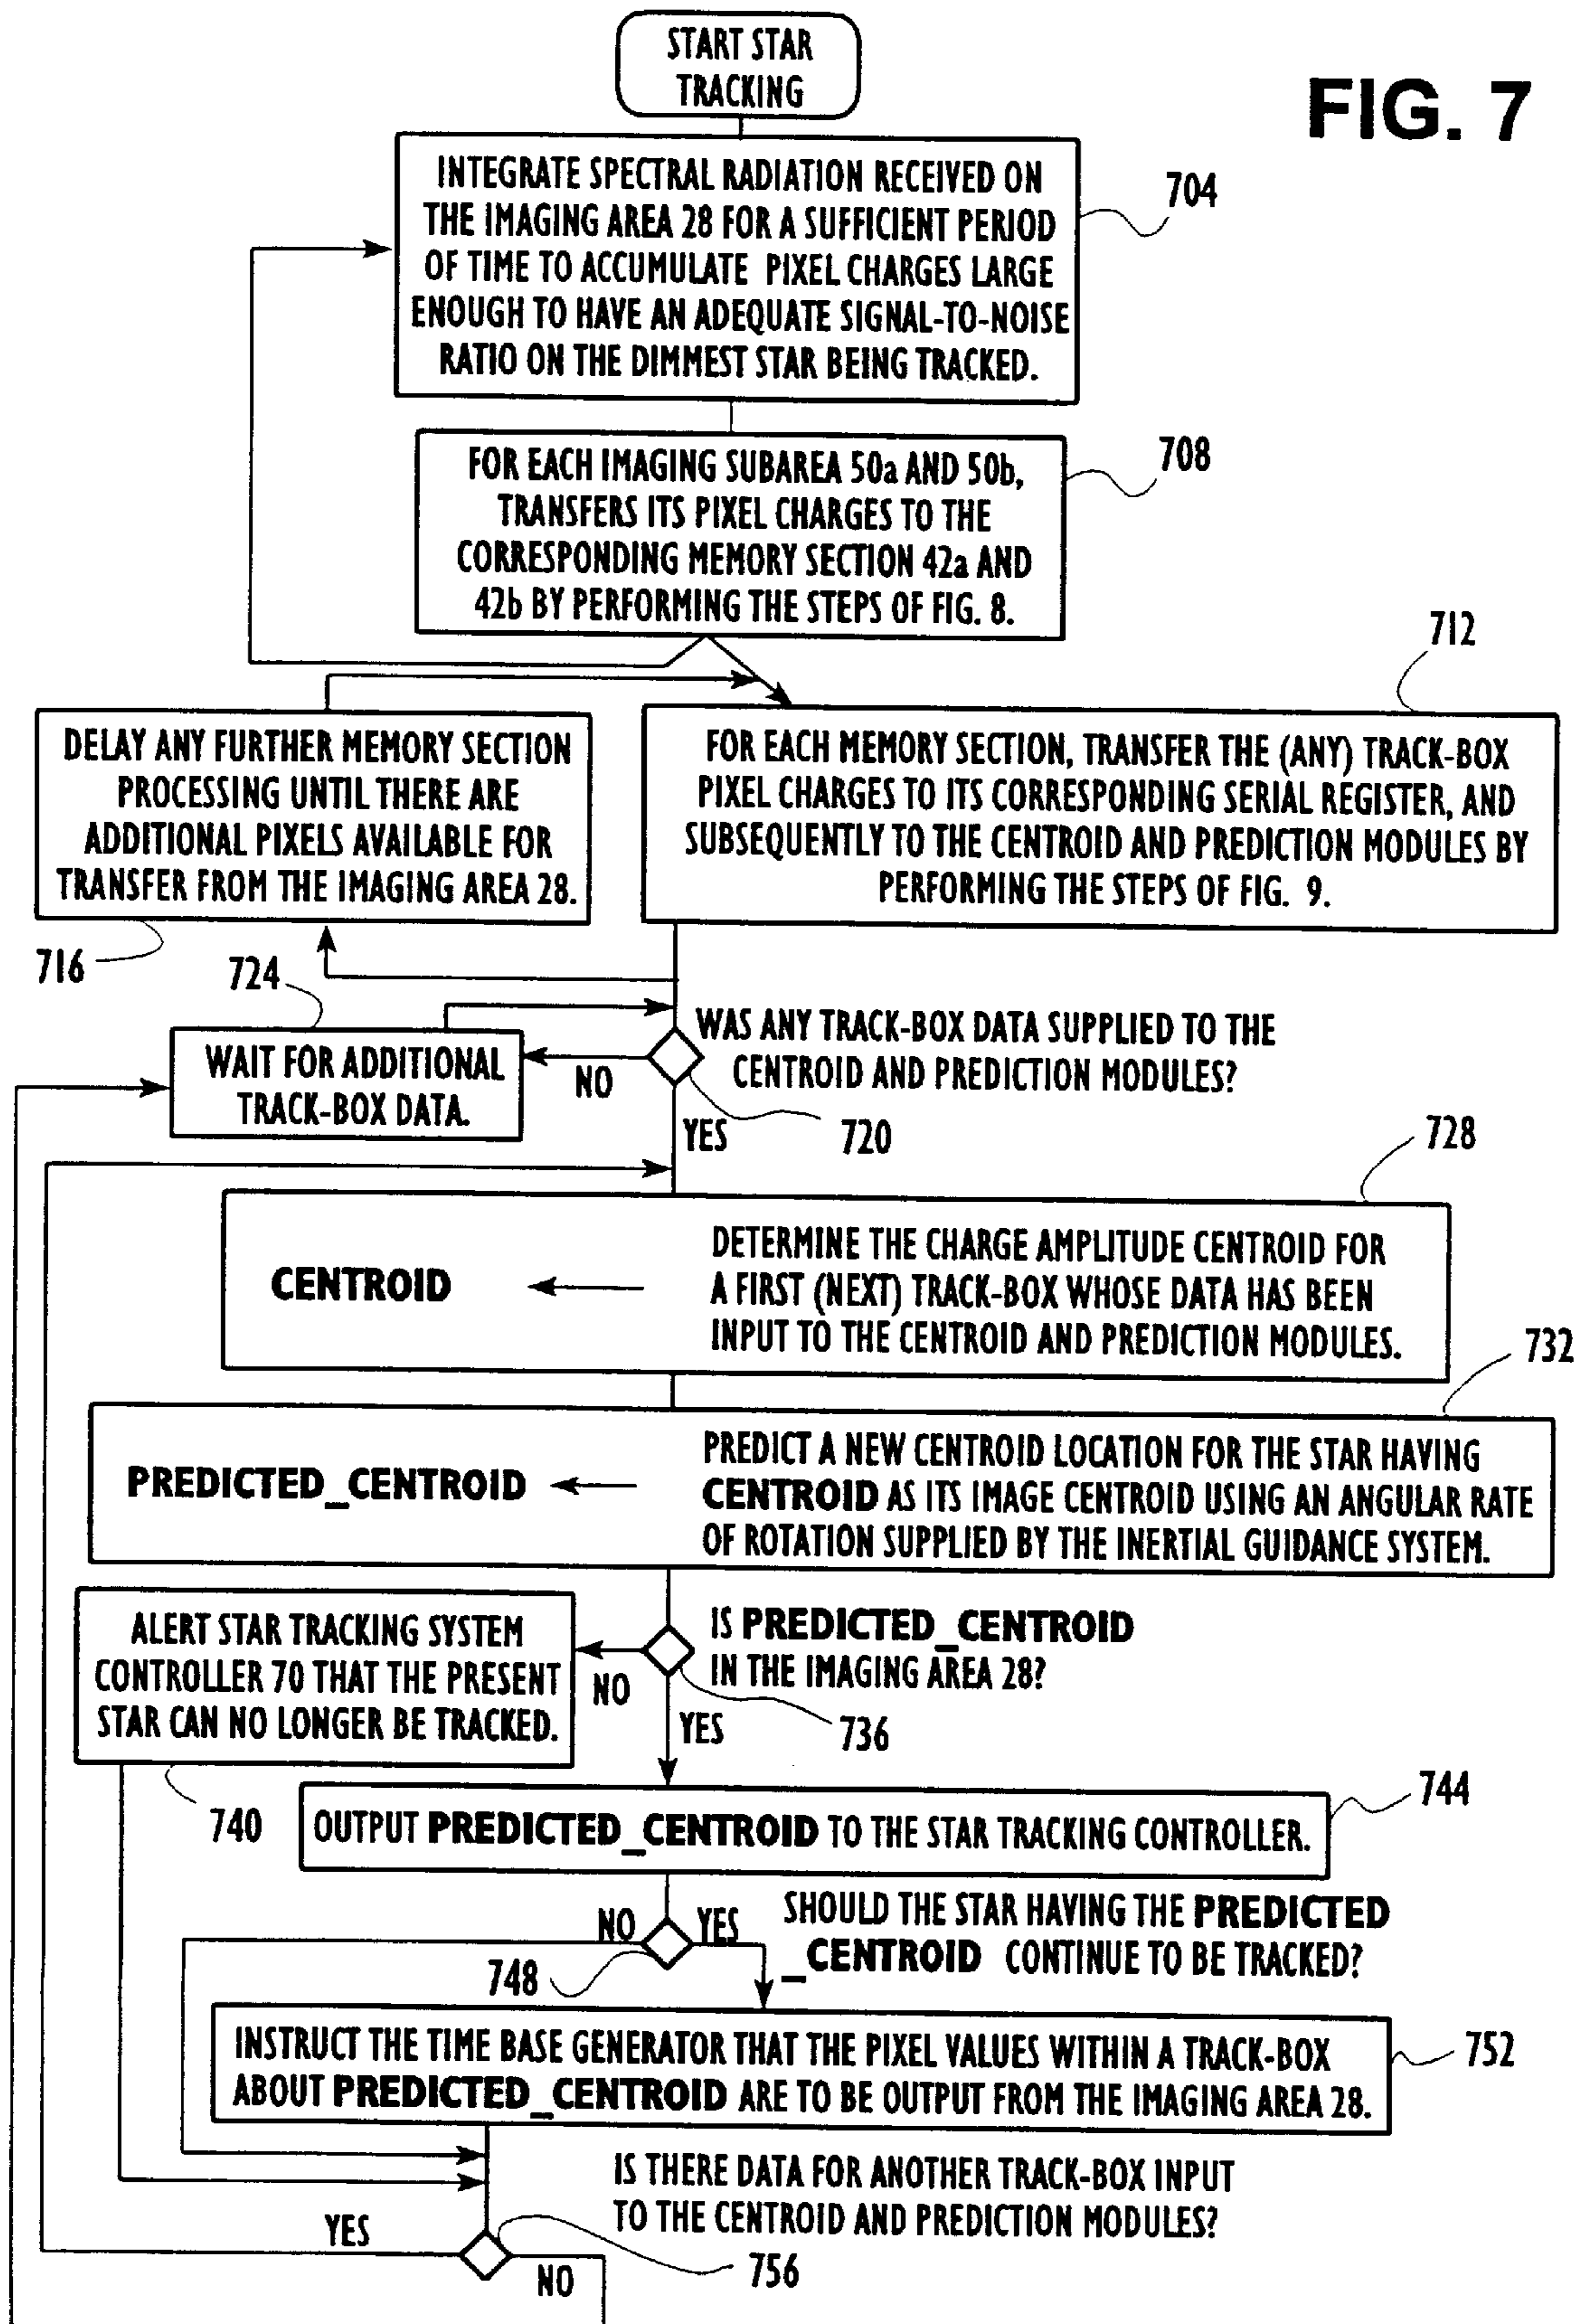 START STAR
TRACKING
FIG. 7
INTEGRATE SPECTRAL RADIATION RECEIVED ON
THE IMAGING AREA 28 FOR A SUFFICIENT PERIOD
OF TIME TO ACCUMULATE PIXEL CHARGES LARGE
ENOUGH TO HAVE AN ADEQUATE SIGNAL-TO-NOISE
RATIO ON THE DIMMEST STAR BEING TRACKED.
704
FOR EACH IMAGING SUBAREA 50a AND 50b,
TRANSFERS ITS PIXEL CHARGES TO THE
CORRESPONDING MEMORY SECTION 42a AND
42b BY PERFORMING THE STEPS OF FIG. 8.
708
712
DELAY ANY FURTHER MEMORY SECTION
PROCESSING UNTIL THERE ARE
ADDITIONAL PIXELS AVAILABLE FOR
TRANSFER FROM THE IMAGING AREA 28.
716
FOR EACH MEMORY SECTION, TRANSFER THE (ANY) TRACK-BOX
PIXEL CHARGES TO ITS CORRESPONDING SERIAL REGISTER, AND
SUBSEQUENTLY TO THE CENTROID AND PREDICTION MODULES BY
PERFORMING THE STEPS OF FIG. 9.
724
WAIT FOR ADDITIONAL
TRACK-BOX DATA.
NO
WAS ANY TRACK-BOX DATA SUPPLIED TO THE
CENTROID AND PREDICTION MODULES?
YES
720
728
CENTROID
DETERMINE THE CHARGE AMPLITUDE CENTROID FOR
A FIRST (NEXT) TRACK-BOX WHOSE DATA HAS BEEN
INPUT TO THE CENTROID AND PREDICTION MODULES.
732
PREDICTED_CENTROID
PREDICT A NEW CENTROID LOCATION FOR THE STAR HAVING
CENTROID AS ITS IMAGE CENTROID USING AN ANGULAR RATE
OF ROTATION SUPPLIED BY THE INERTIAL GUIDANCE SYSTEM.
ALERT STAR TRACKING SYSTEM
CONTROLLER 70 THAT THE PRESENT
STAR CAN NO LONGER BE TRACKED.
NO
IS PREDICTED_CENTROID
IN THE IMAGING AREA 28?
YES
736
740
744
OUTPUT PREDICTED_CENTROID TO THE STAR TRACKING CONTROLLER.
NO
YES
748
SHOULD THE STAR HAVING THE PREDICTED
_CENTROID CONTINUE TO BE TRACKED?
INSTRUCT THE TIME BASE GENERATOR THAT THE PIXEL VALUES WITHIN A TRACK-BOX
ABOUT PREDICTED_CENTROID ARE TO BE OUTPUT FROM THE IMAGING AREA 28.
752
IS THERE DATA FOR ANOTHER TRACK-BOX INPUT
TO THE CENTROID AND PREDICTION MODULES?
YES
NO
756